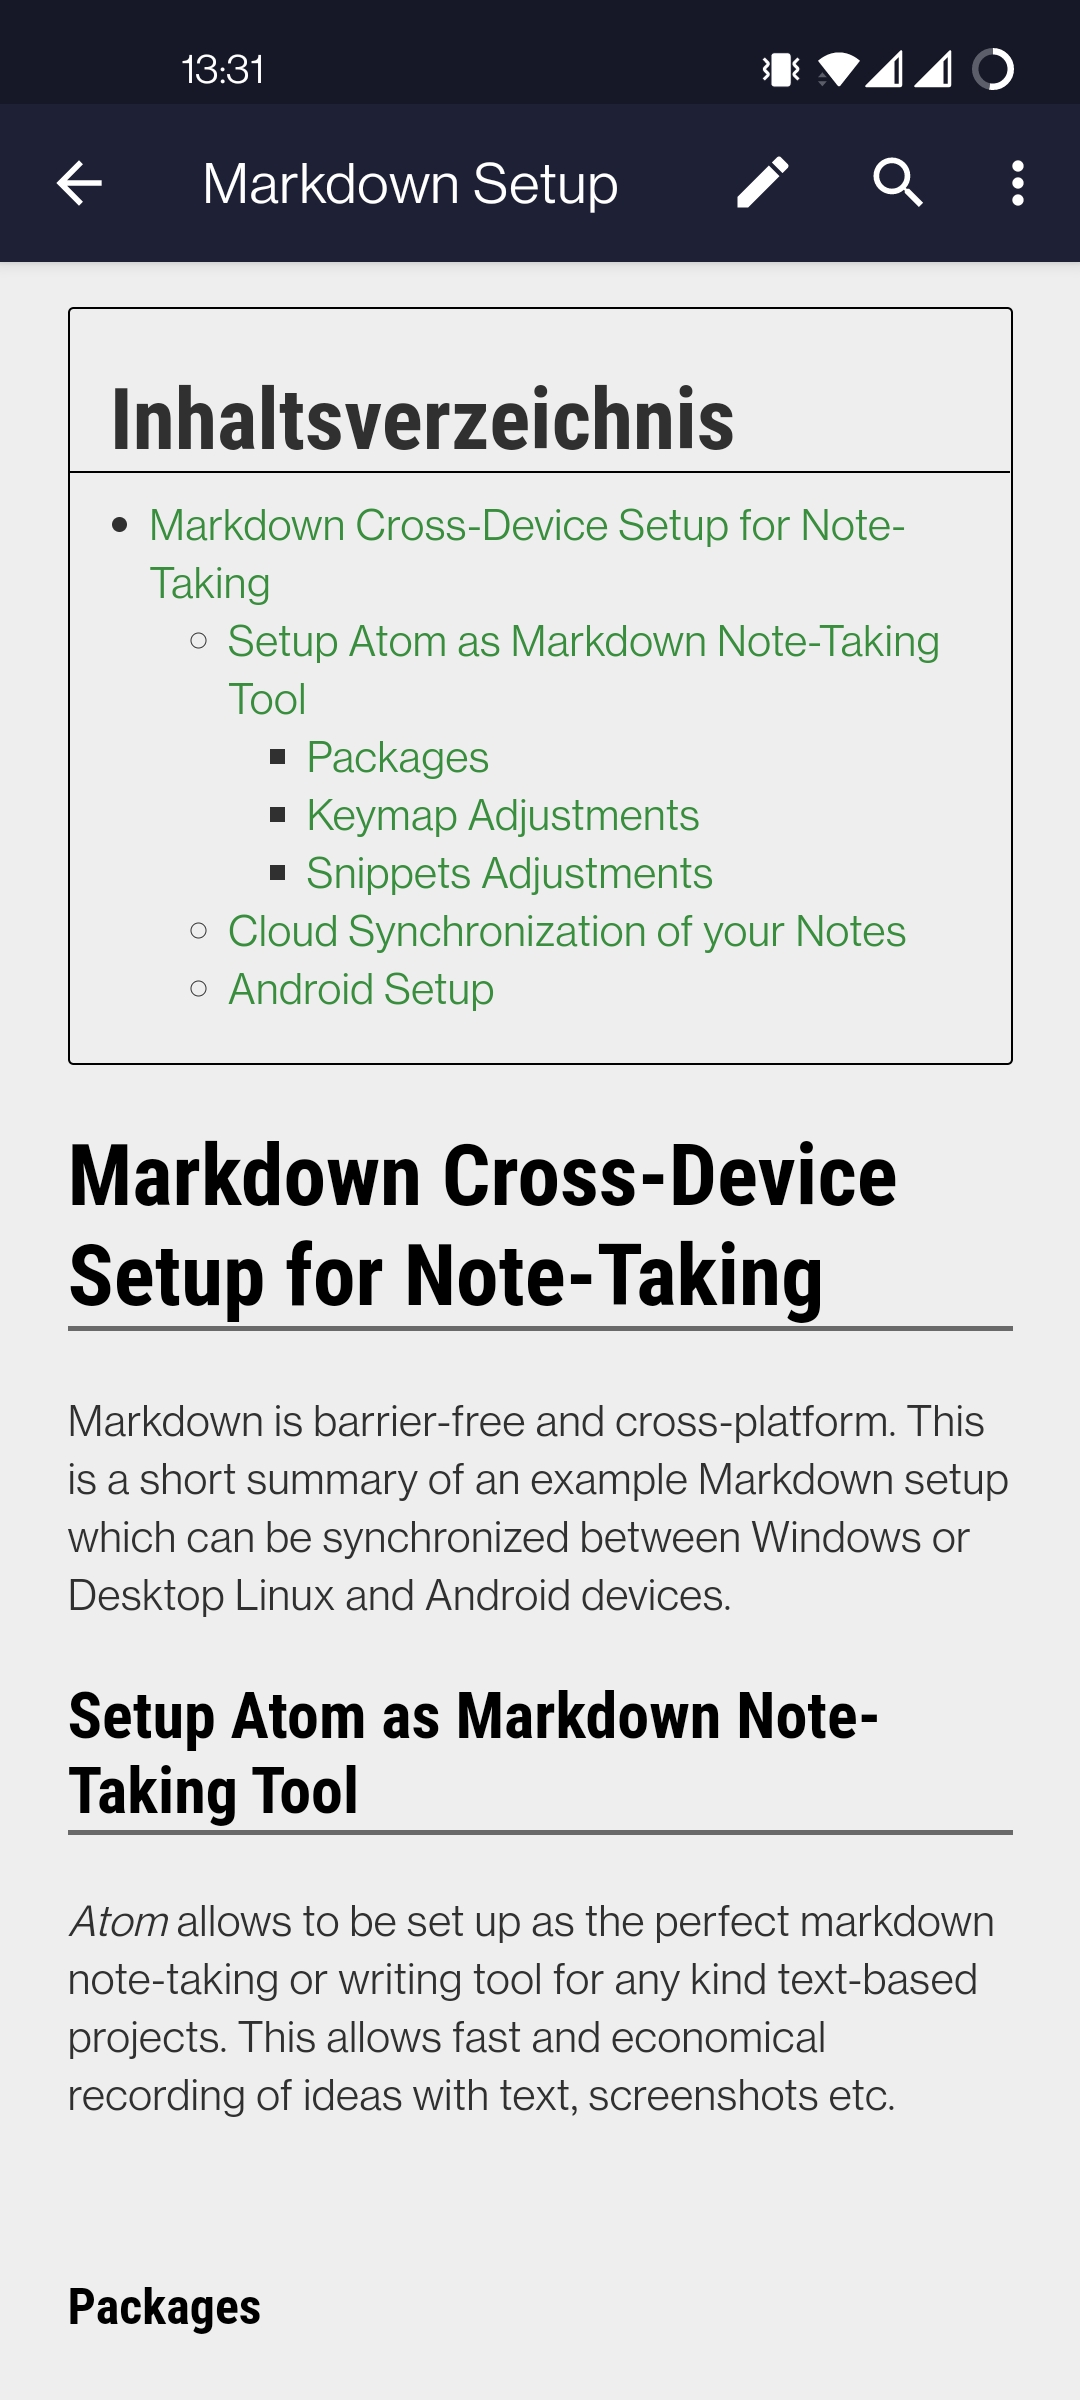 13:31
Markdown Setup
Inhaltsverzeichnis
Markdown Cross-Device Setup for Note-
Taking
Setup Atom as Markdown Note-Taking
Tool
Packages
Keymap Adjustments
Snippets Adjustments
Cloud Synchronization of your Notes
Android Setup
Markdown Cross-Device
Setup for Note-Taking
Markdown is barrier-free and cross-platform. This
is a short summary of an example Markdown setup
which can be synchronized between Windows or
Desktop Linux and Android devices.
Setup Atom as Markdown Note-
Taking Tool
Atom allows to be set up as the perfect markdown
note-taking or writing tool for any kind text-based
projects. This allows fast and economical
recording of ideas with text, screenshots etc.
Packages